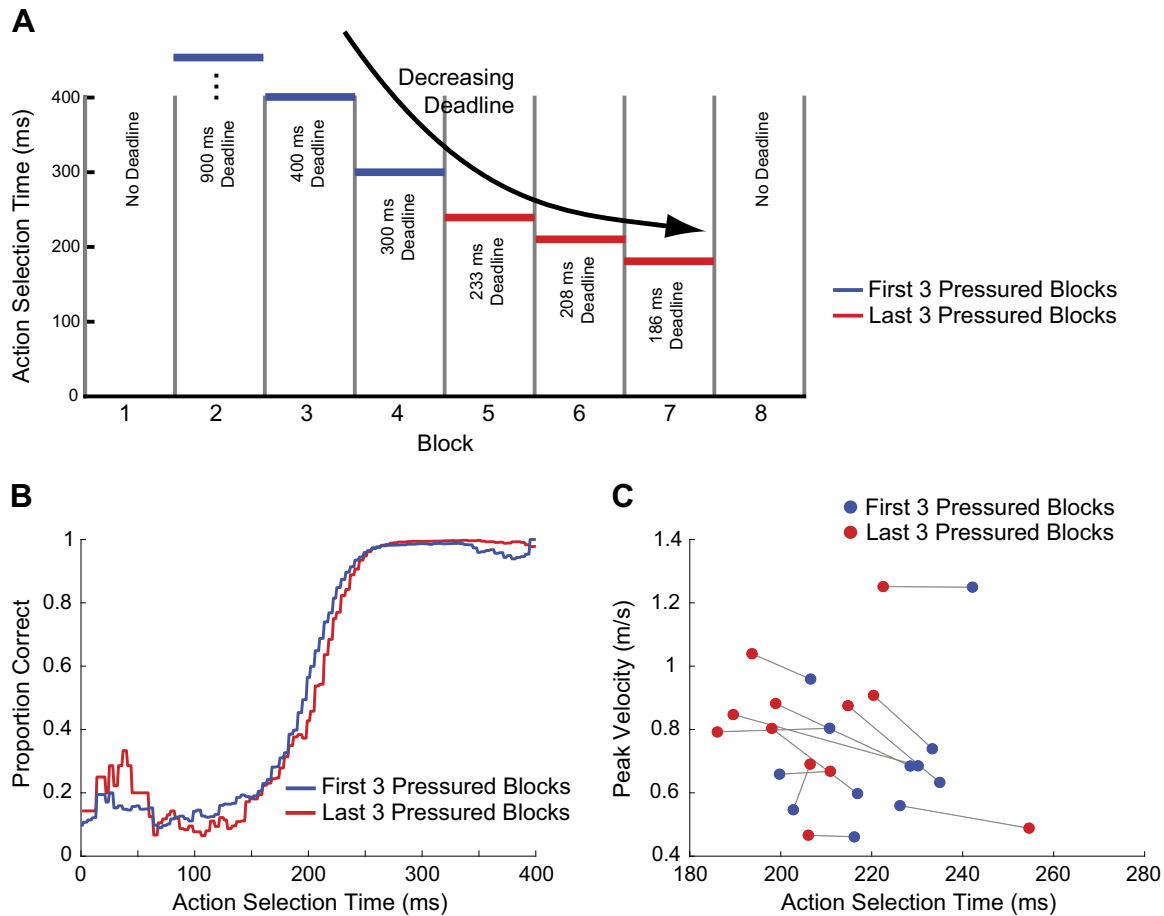 A
Action Selection Time (ms)
400
300
200
100
0
No Deadline
900 ms
Deadline
400 ms
Deadline
300 ms
Deadline
233 ms
Deadline
208 ms
Deadline
186 ms
Deadline
No Deadline
Decreasing
Deadline
1 2 3 4 5 6 7 8
Block
First 3 Pressured Blocks
Last 3 Pressured Blocks
B
Proportion Correct
1
0.8
0.6
0.4
0.2
0
0 100 200 300 400
Action Selection Time (ms)
First 3 Pressured Blocks
Last 3 Pressured Blocks
C
First 3 Pressured Blocks
Last 3 Pressured Blocks
Peak Velocity (m/s)
1.4
1.2
1
0.8
0.6
0.4
180 200 220 240 260 280
Action Selection Time (ms)